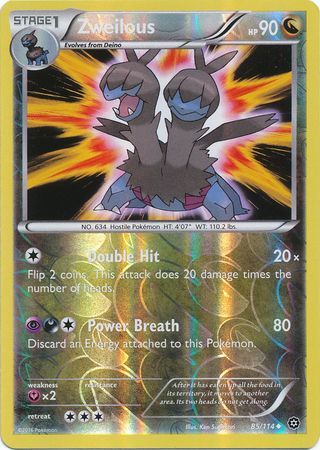 STAGE1
Zweilous
HP 90
Evolves from Deino
NO. 634 Hostile Pokémon HT: 4'07" WT: 110.2 lbs.
Double Hit 20×
Flip 2 coins. This attack does 20 damage times
the number of heads.
Power Breath 80
Discard an Energy attached to this Pokémon.
weakness
×2
resistance
retreat
After it has eaten up all the food in
its territory, it moves to another
area. Its two heads do not get along.
Illus. Ken Sugimori
85/114
©2016 Pokémon